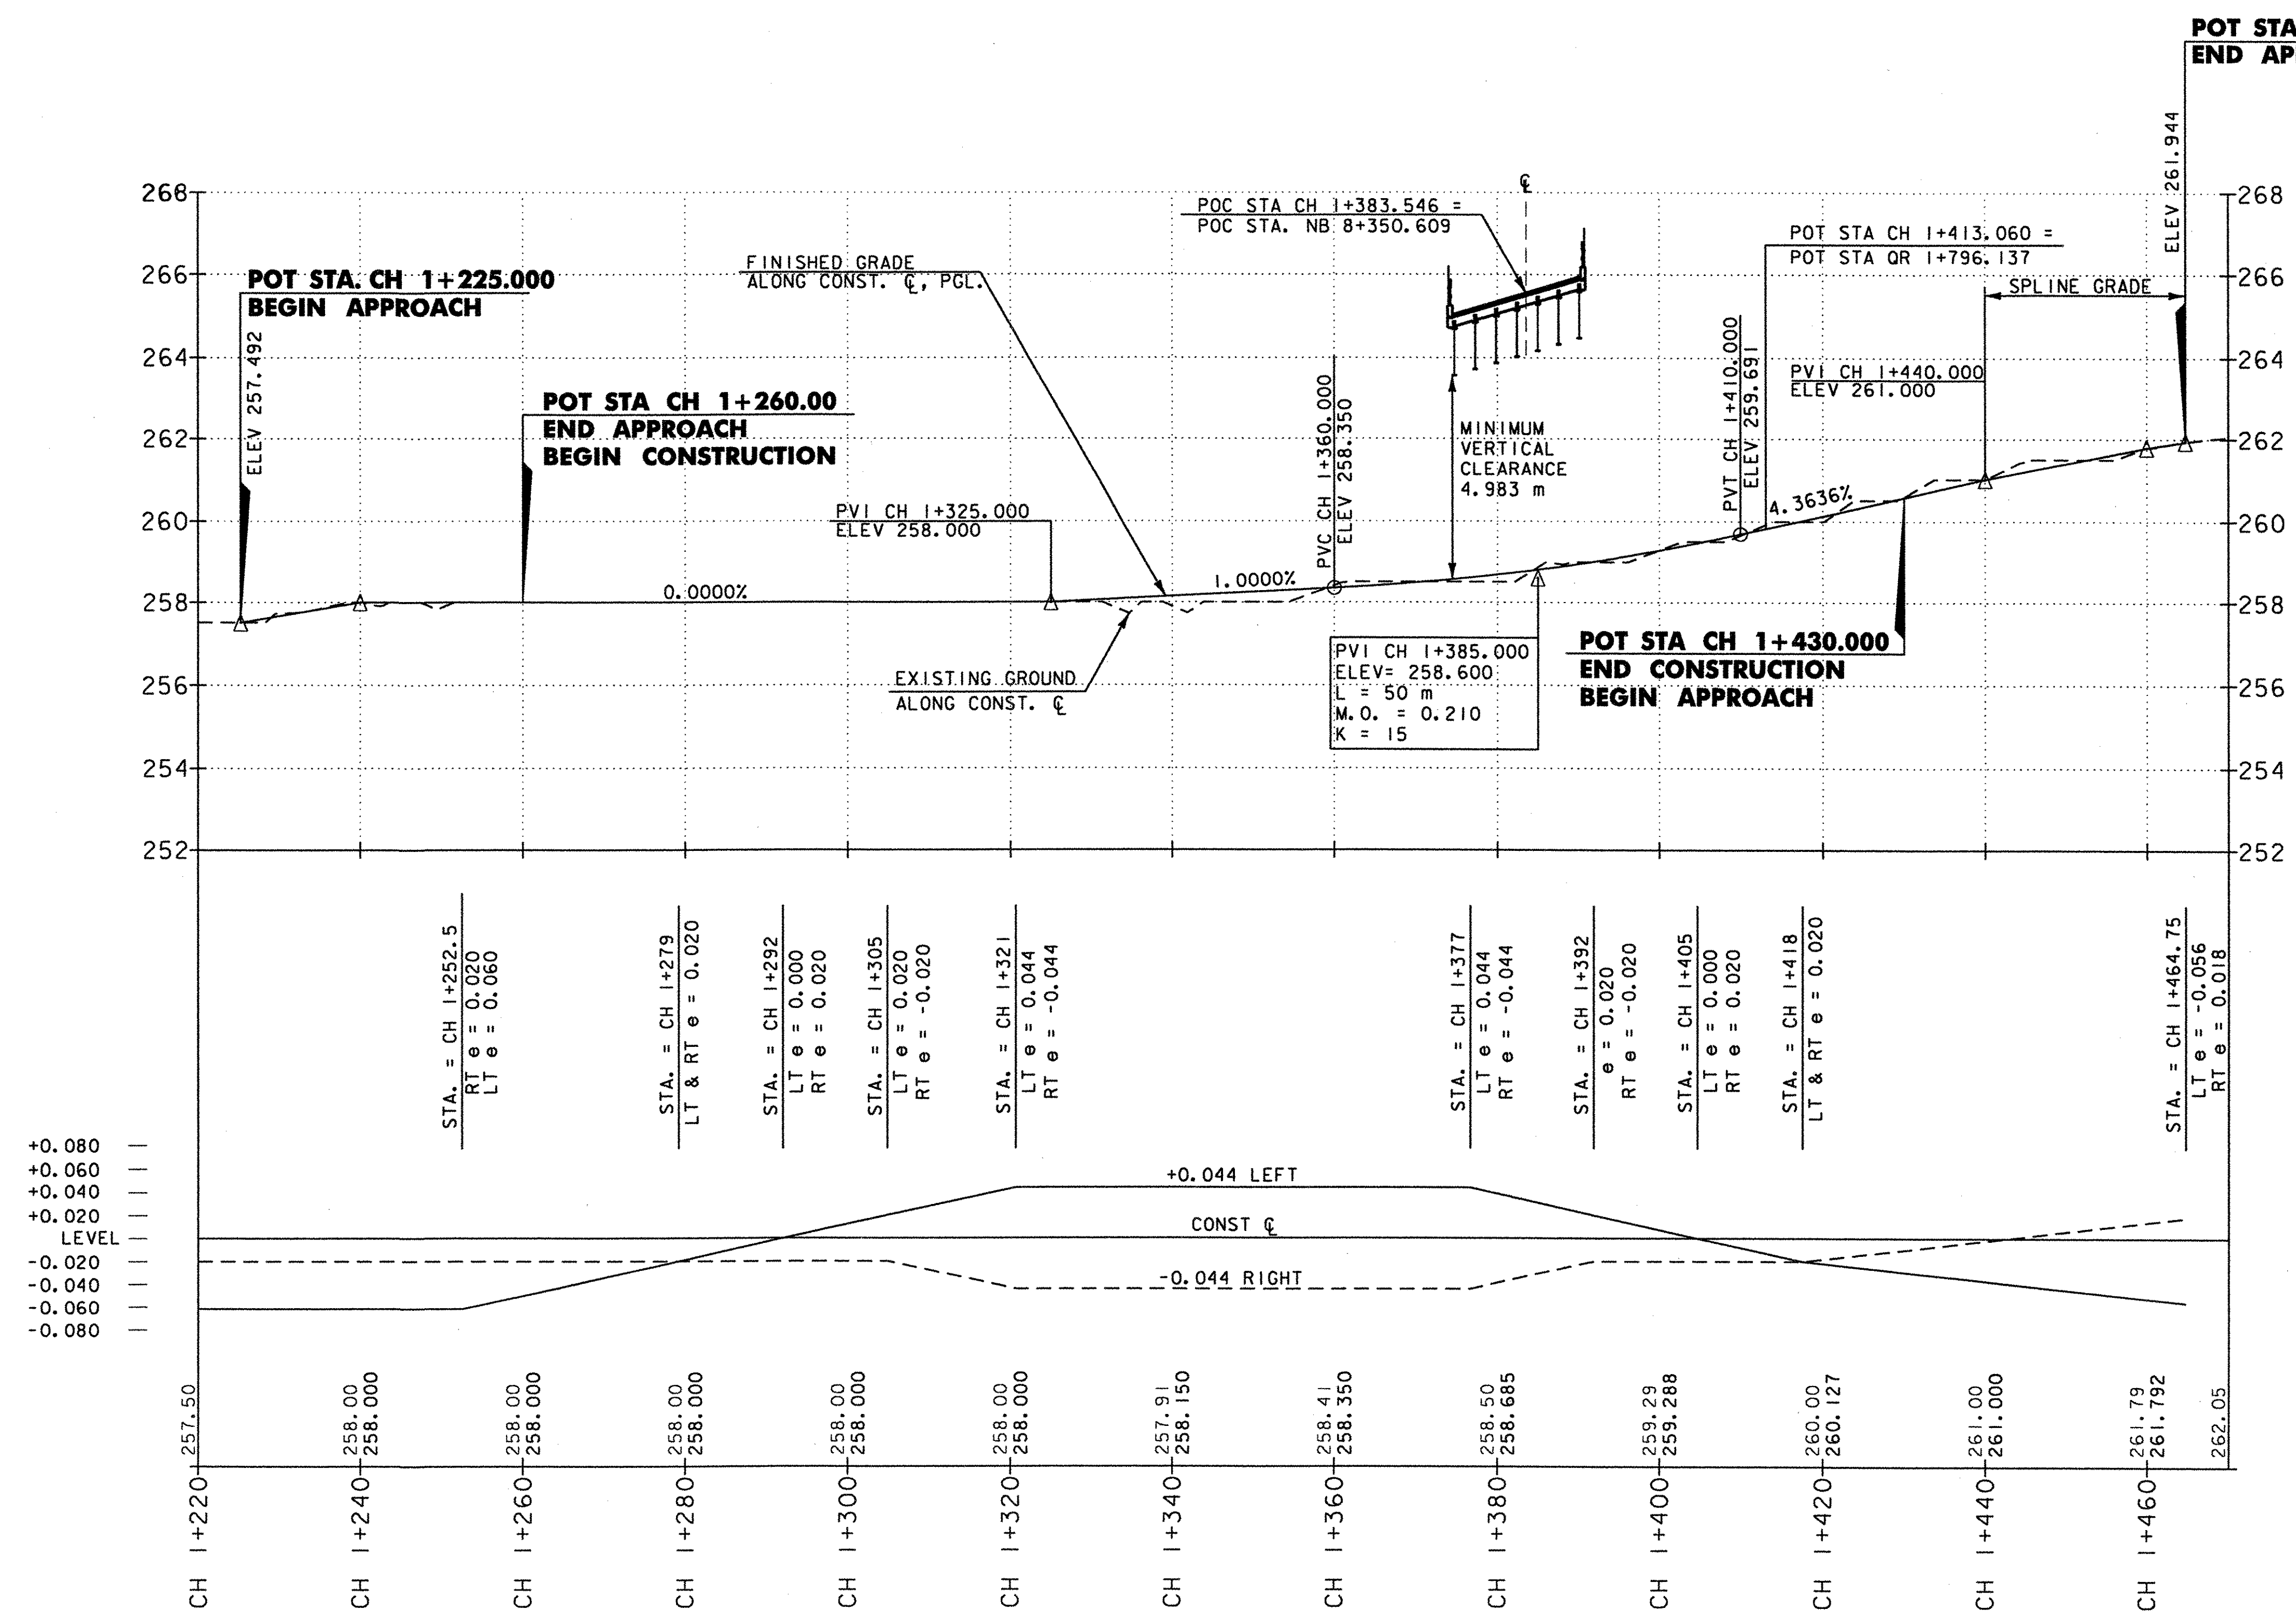 POT STA
END AP
ELEV 261.944
268
266
264
262
260
258
256
254
252
268
266
264
262
260
258
256
254
252
POT STA. CH 1+225.000
BEGIN APPROACH
ELEV 257.492
POT STA CH 1+260.00
END APPROACH
BEGIN CONSTRUCTION
FINISHED GRADE
ALONG CONST. ℄, PGL.
PVI CH 1+325.000
ELEV 258.000
0.0000%
1.0000%
EXISTING GROUND
ALONG CONST. ℄
℄
POC STA CH 1+383.546 =
POC STA. NB 8+350.609
PVC CH 1+360.000
ELEV 258.350
MINIMUM
VERTICAL
CLEARANCE
4.983 m
PVI CH 1+385.000
ELEV= 258.600
L = 50 m
M.O. = 0.210
K = 15
PVT CH 1+410.000
ELEV 259.691
POT STA CH 1+413.060 =
POT STA QR 1+796.137
SPLINE GRADE
PVI CH 1+440.000
ELEV 261.000
4.3636%
POT STA CH 1+430.000
END CONSTRUCTION
BEGIN APPROACH
STA. = CH 1+252.5
RT e = 0.020
LT e = 0.060
STA. = CH 1+279
LT & RT e = 0.020
STA. = CH 1+292
LT e = 0.000
RT e = 0.020
STA. = CH 1+305
LT e = 0.020
RT e = -0.020
STA. = CH 1+321
LT e = 0.044
RT e = -0.044
STA. = CH 1+377
LT e = 0.044
RT e = -0.044
STA. = CH 1+392
e = 0.020
RT e = -0.020
STA. = CH 1+405
LT e = 0.000
RT e = 0.020
STA. = CH 1+418
LT & RT e = 0.020
STA. = CH 1+464.75
LT e = -0.056
RT e = 0.018
+0.080
+0.060
+0.040
+0.020
LEVEL
-0.020
-0.040
-0.060
-0.080
+0.044 LEFT
CONST ℄
-0.044 RIGHT
257.50
258.00
258.000
258.00
258.000
258.00
258.000
258.00
258.000
258.00
258.000
257.91
258.150
258.41
258.350
258.50
258.685
259.29
259.288
260.00
260.127
261.00
261.000
261.79
261.792
262.05
CH 1+220
CH 1+240
CH 1+260
CH 1+280
CH 1+300
CH 1+320
CH 1+340
CH 1+360
CH 1+380
CH 1+400
CH 1+420
CH 1+440
CH 1+460